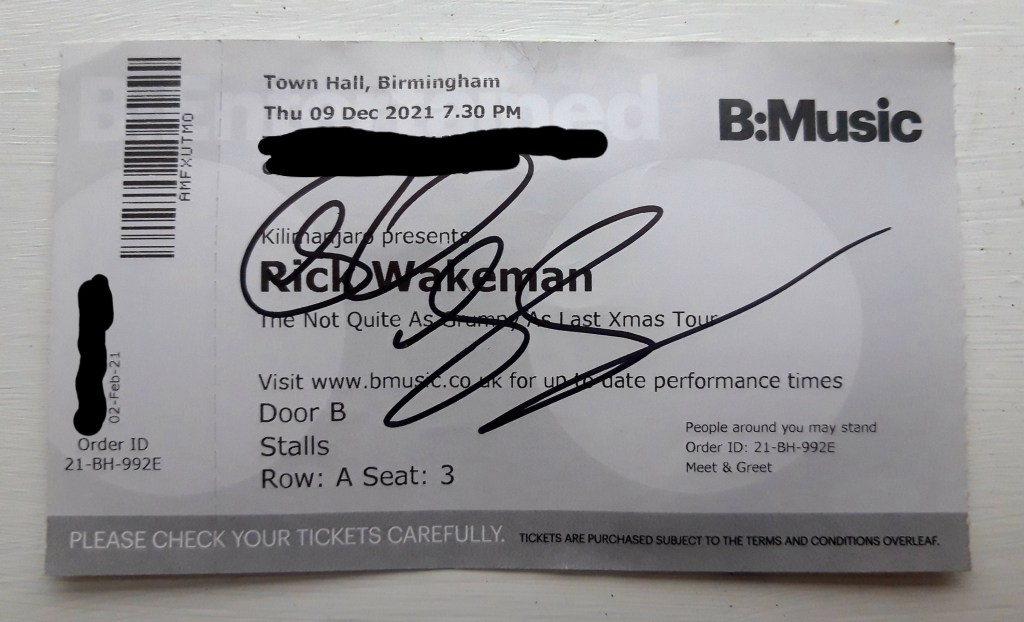 Town Hall, Birmingham
Thu 09 Dec 2021 7.30 PM
B:Music
AMFXUTMO
Kilimanjaro presents
Rick Wakeman
The Not Quite As Grumpy As Last Xmas Tour
Visit www.bmusic.co.uk for up to date performance times
Door B
Stalls
Row: A Seat: 3
People around you may stand
Order ID: 21-BH-992E
Meet & Greet
02-Feb-21
Order ID
21-BH-992E
PLEASE CHECK YOUR TICKETS CAREFULLY. TICKETS ARE PURCHASED SUBJECT TO THE TERMS AND CONDITIONS OVERLEAF.